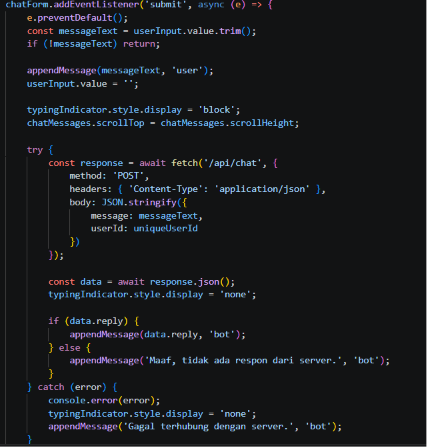 chatForm.addEventListener('submit', async (e) => {
    e.preventDefault();
    const messageText = userInput.value.trim();
    if (!messageText) return;

    appendMessage(messageText, 'user');
    userInput.value = '';

    typingIndicator.style.display = 'block';
    chatMessages.scrollTop = chatMessages.scrollHeight;

    try {
        const response = await fetch('/api/chat', {
            method: 'POST',
            headers: { 'Content-Type': 'application/json' },
            body: JSON.stringify({
                message: messageText,
                userId: uniqueUserId
            })
        });

        const data = await response.json();
        typingIndicator.style.display = 'none';

        if (data.reply) {
            appendMessage(data.reply, 'bot');
        } else {
            appendMessage('Maaf, tidak ada respon dari server.', 'bot');
        }
    } catch (error) {
        console.error(error);
        typingIndicator.style.display = 'none';
        appendMessage('Gagal terhubung dengan server.', 'bot');
    }